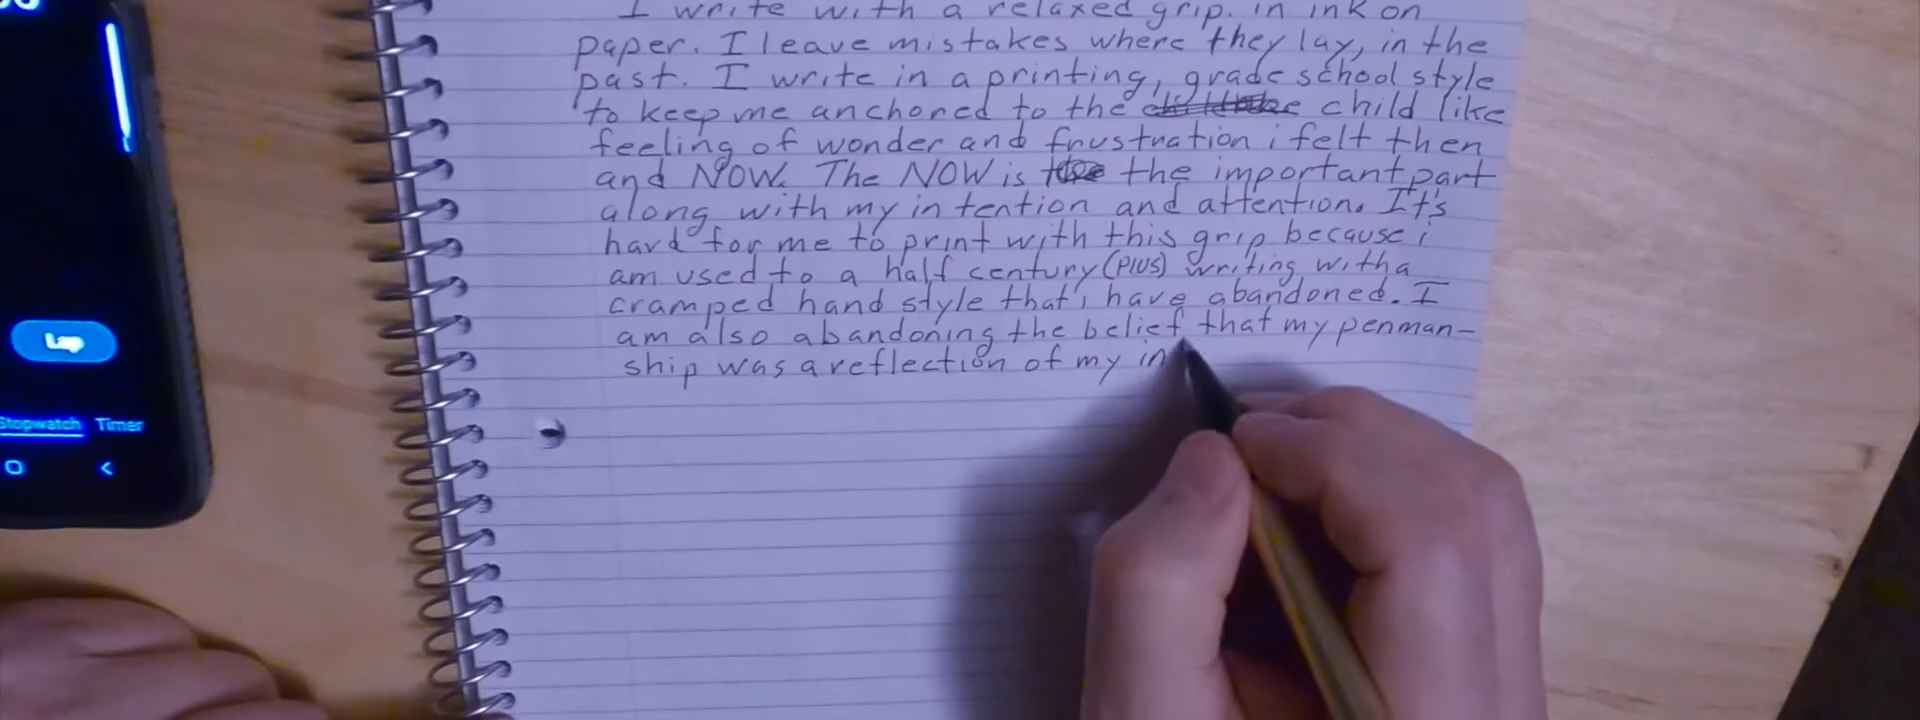 Lap
Stopwatch Timer
I write with a relaxed grip. in ink on
paper. I leave mistakes where they lay, in the
past. I write in a printing, grade school style
to keep me anchored to the child like
feeling of wonder and frustration i felt then
and NOW. The NOW is the important part
along with my intention and attention. It's
hard for me to print with this grip because i
am used to a half century (PLUS) writing with a
cramped hand style that i have abandoned. I
am also abandoning the belief that my penman-
ship was a reflection of my in